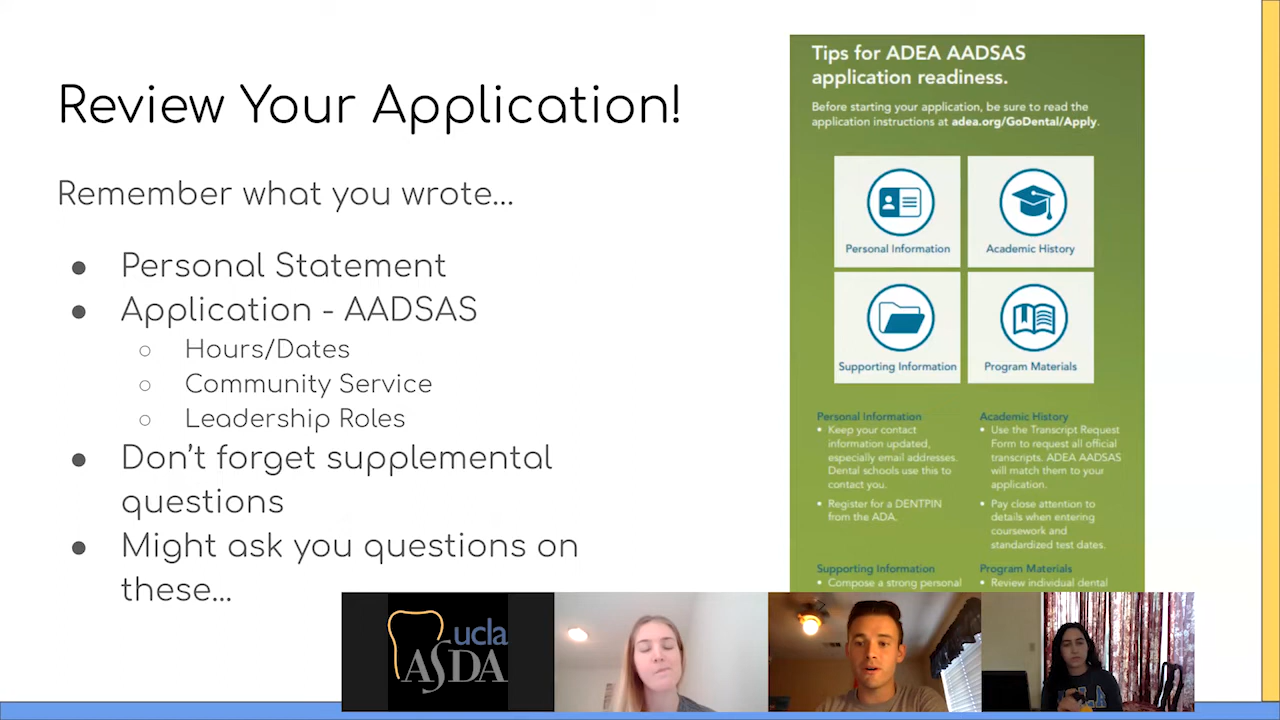 Review Your Application!
Remember what you wrote...
● Personal Statement
● Application - AADSAS
○ Hours/Dates
○ Community Service
○ Leadership Roles
● Don't forget supplemental
questions
● Might ask you questions on
these...
Tips for ADEA AADSAS
application readiness.
Before starting your application, be sure to read the
application instructions at adea.org/GoDental/Apply.
Personal Information
Academic History
Supporting Information
Program Materials
Personal Information
• Keep your contact
information updated,
especially email addresses.
Dental schools use this to
contact you.
• Register for a DENTPIN
from the ADA.
Academic History
• Use the Transcript Request
Form to request all official
transcripts. ADEA AADSAS
will match them to your
application.
• Pay close attention to
details when entering
coursework and
standardized test dates.
Supporting Information
• Compose a strong personal
Program Materials
• Review individual dental
ucla
ASDA